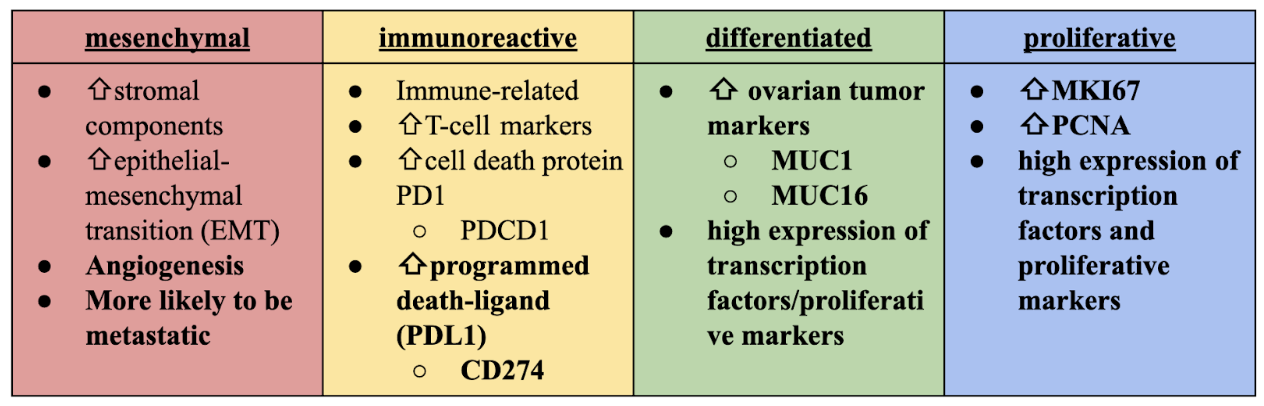 mesenchymal
● ⇧stromal
components
● ⇧epithelial-
mesenchymal
transition (EMT)
● Angiogenesis
● More likely to be
metastatic
immunoreactive
● Immune-related
● ⇧T-cell markers
● ⇧cell death protein
PD1
○ PDCD1
● ⇧programmed
death-ligand
(PDL1)
○ CD274
differentiated
● ⇧ ovarian tumor
markers
○ MUC1
○ MUC16
● high expression of
transcription
factors/proliferati
ve markers
proliferative
● ⇧MKI67
● ⇧PCNA
● high expression of
transcription
factors and
proliferative
markers